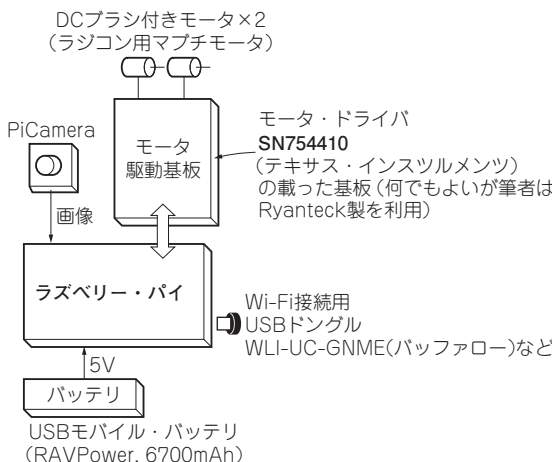 DCブラシ付きモータ×2
(ラジコン用マブチモータ)
PiCamera
モータ
駆動基板
モータ・ドライバ
SN754410
(テキサス・インスツルメンツ)
の載った基板(何でもよいが筆者は
Ryanteck製を利用)
画像
ラズベリー・パイ
Wi-Fi接続用
USBドングル
WLI-UC-GNME(バッファロー)など
5V
バッテリ
USBモバイル・バッテリ
(RAVPower, 6700mAh)